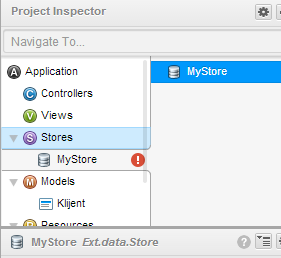 Project Inspector
Navigate To...
A Application
C Controllers
V Views
S Stores
MyStore
M Models
Klijent
R Resources
MyStore
MyStore Ext.data.Store